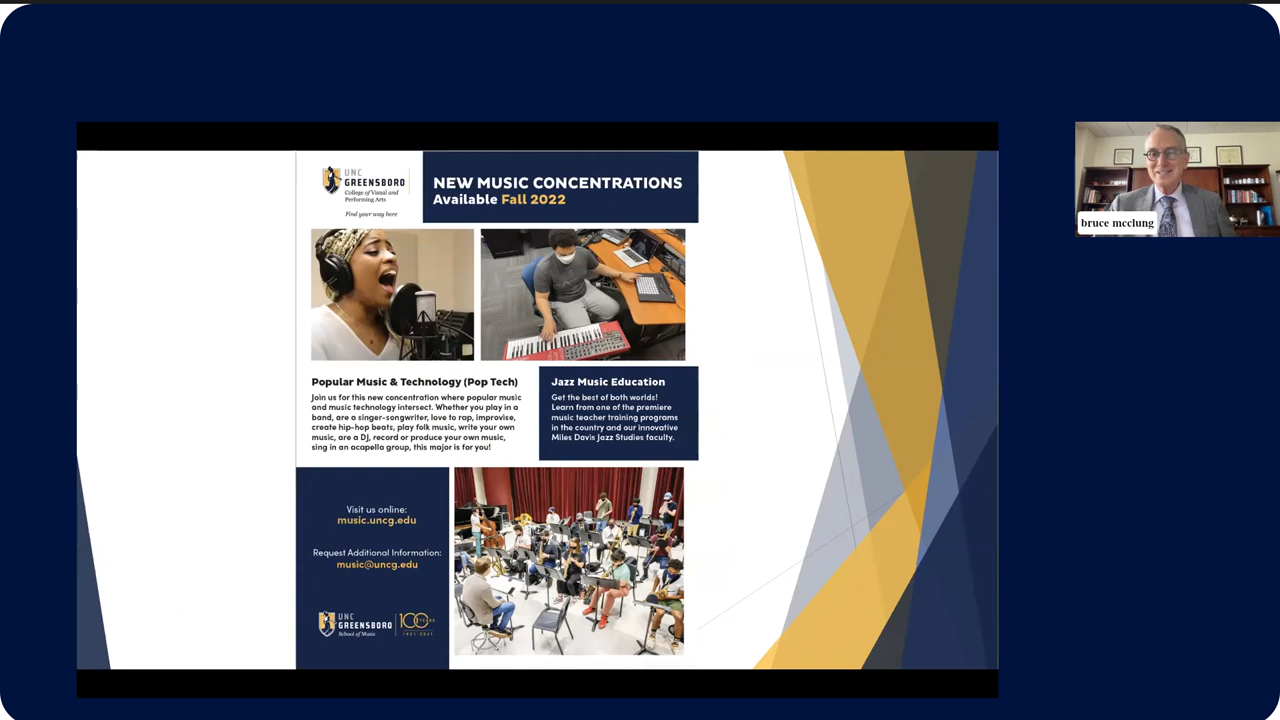 UNC
GREENSBORO
College of Visual and
Performing Arts
Find your way here
NEW MUSIC CONCENTRATIONS
Available Fall 2022
bruce mcclung
Popular Music & Technology (Pop Tech)
Join us for this new concentration where popular music
and music technology intersect. Whether you play in a
band, are a singer-songwriter, love to rap, improvise,
create hip-hop beats, play folk music, write your own
music, are a DJ, record or produce your own music,
sing in an acapella group, this major is for you!
Jazz Music Education
Get the best of both worlds!
Learn from one of the premiere
music teacher training programs
in the country and our innovative
Miles Davis Jazz Studies faculty.
Visit us online:
music.uncg.edu
Request Additional Information:
music@uncg.edu
UNC
GREENSBORO
School of Music
100 YEARS
1921-2021